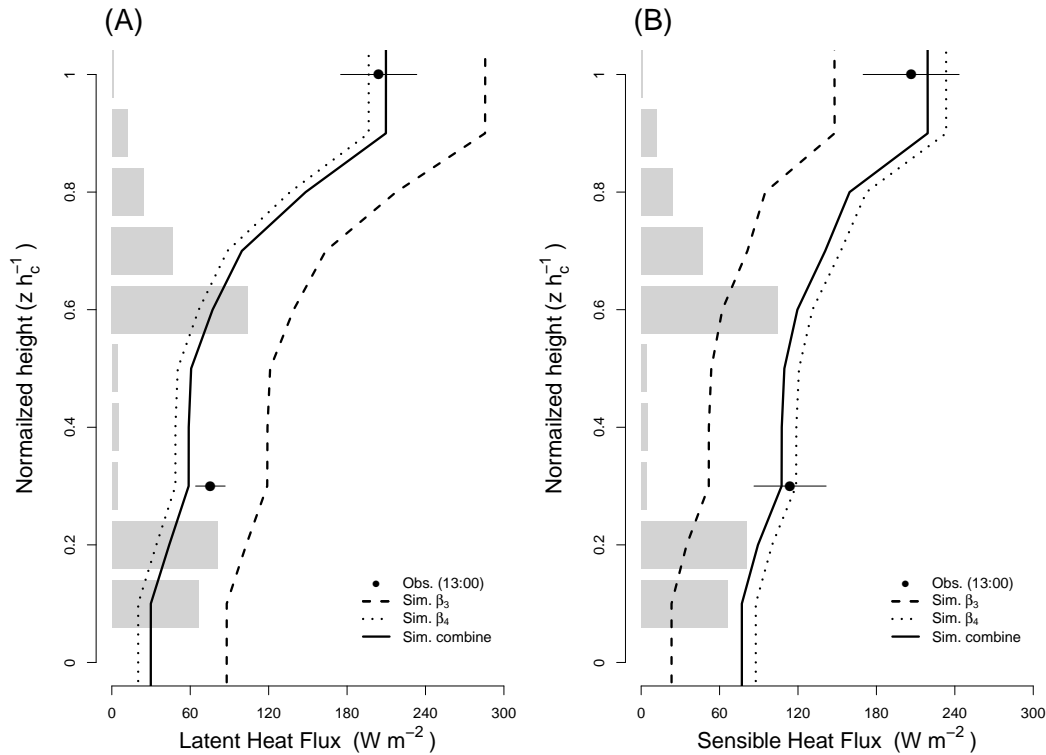 (A)
Normailzed height (z h_c^{-1})
1
0.8
0.6
0.4
0.2
0
Obs. (13:00)
Sim. β₃
Sim. β₄
Sim. combine
0 60 120 180 240 300
Latent Heat Flux (W m⁻²)
(B)
Normailzed height (z h_c^{-1})
1
0.8
0.6
0.4
0.2
0
Obs. (13:00)
Sim. β₃
Sim. β₄
Sim. combine
0 60 120 180 240 300
Sensible Heat Flux (W m⁻²)